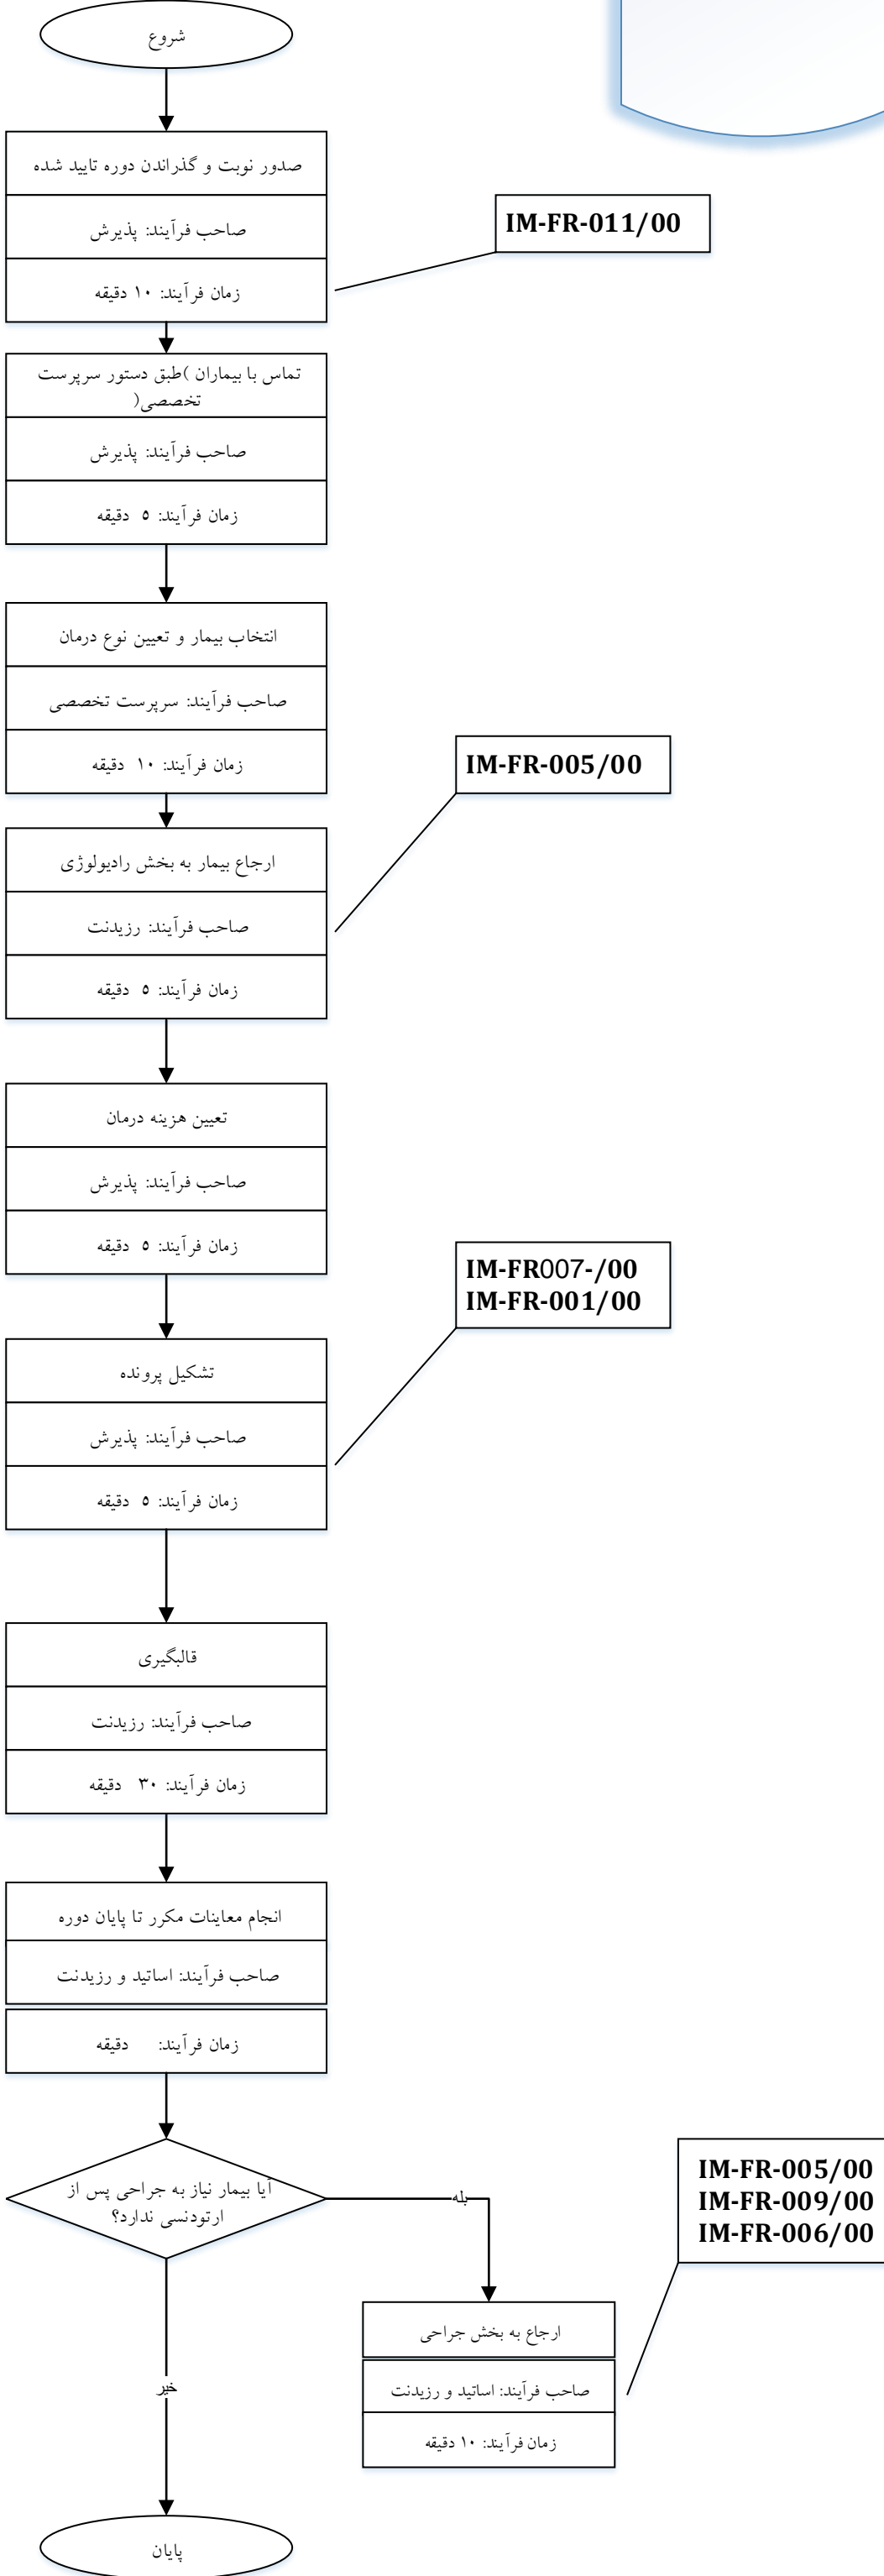 شروع
صدور نوبت و گذراندن دوره تایید شده
صاحب فرآیند: پذیرش
زمان فرآیند: ۱۰ دقیقه
IM-FR-011/00
تماس با بیماران )طبق دستور سرپرست
تخصصی(
صاحب فرآیند: پذیرش
زمان فرآیند: ۵ دقیقه
انتخاب بیمار و تعیین نوع درمان
صاحب فرآیند: سرپرست تخصصی
زمان فرآیند: ۱۰ دقیقه
IM-FR-005/00
ارجاع بیمار به بخش رادیولوژی
صاحب فرآیند: رزیدنت
زمان فرآیند: ۵ دقیقه
تعیین هزینه درمان
صاحب فرآیند: پذیرش
زمان فرآیند: ۵ دقیقه
IM-FR007-/00
IM-FR-001/00
تشکیل پرونده
صاحب فرآیند: پذیرش
زمان فرآیند: ۵ دقیقه
قالبگیری
صاحب فرآیند: رزیدنت
زمان فرآیند: ۳۰ دقیقه
انجام معاینات مکرر تا پایان دوره
صاحب فرآیند: اساتید و رزیدنت
زمان فرآیند: دقیقه
آیا بیمار نیاز به جراحی پس از
ارتودنسی ندارد؟
بله
IM-FR-005/00
IM-FR-009/00
IM-FR-006/00
ارجاع به بخش جراحی
صاحب فرآیند: اساتید و رزیدنت
زمان فرآیند: ۱۰ دقیقه
خیر
پایان